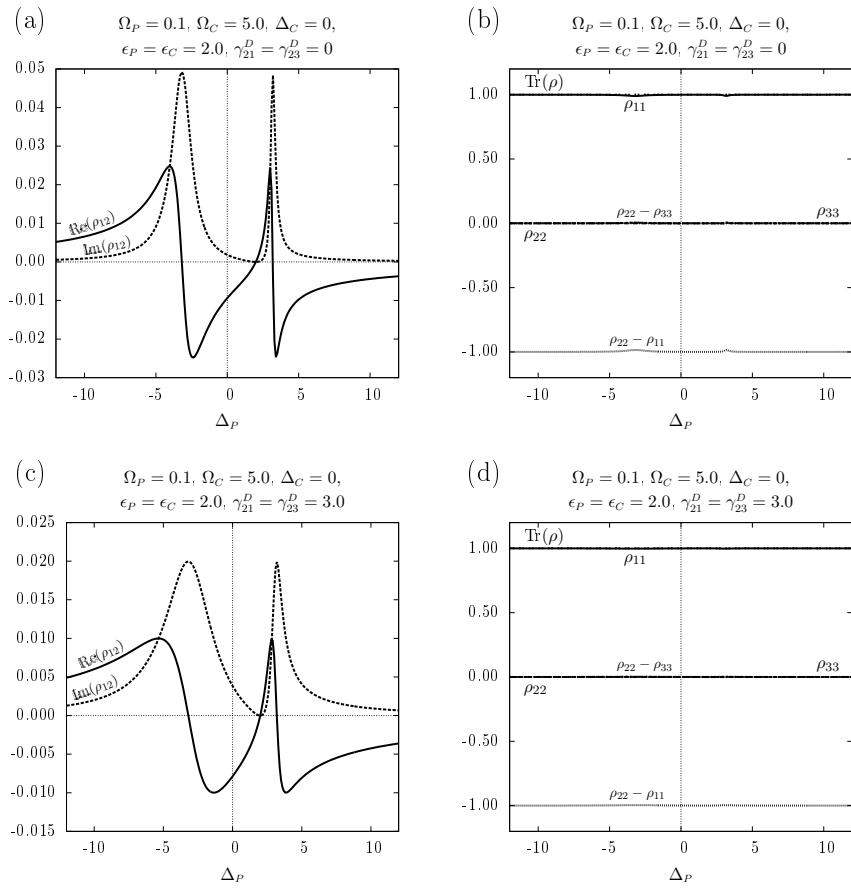 (a)
Ω_P = 0.1, Ω_C = 5.0, Δ_C = 0,
ϵ_P = ϵ_C = 2.0, γ^D_21 = γ^D_23 = 0
0.05
0.04
0.03
0.02
0.01
0.00
-0.01
-0.02
-0.03
Re(ρ12)
Im(ρ12)
-10 -5 0 5 10
Δ_P
(b)
Ω_P = 0.1, Ω_C = 5.0, Δ_C = 0,
ϵ_P = ϵ_C = 2.0, γ^D_21 = γ^D_23 = 0
Tr(ρ)
1.00
ρ11
0.50
ρ22 − ρ33
ρ33
0.00
ρ22
-0.50
ρ22 − ρ11
-1.00
-10 -5 0 5 10
Δ_P
(c)
Ω_P = 0.1, Ω_C = 5.0, Δ_C = 0,
ϵ_P = ϵ_C = 2.0, γ^D_21 = γ^D_23 = 3.0
0.025
0.020
0.015
0.010
0.005
0.000
-0.005
-0.010
-0.015
Re(ρ12)
Im(ρ12)
-10 -5 0 5 10
Δ_P
(d)
Ω_P = 0.1, Ω_C = 5.0, Δ_C = 0,
ϵ_P = ϵ_C = 2.0, γ^D_21 = γ^D_23 = 3.0
Tr(ρ)
1.00
ρ11
0.50
ρ22 − ρ33
ρ33
0.00
ρ22
-0.50
ρ22 − ρ11
-1.00
-10 -5 0 5 10
Δ_P